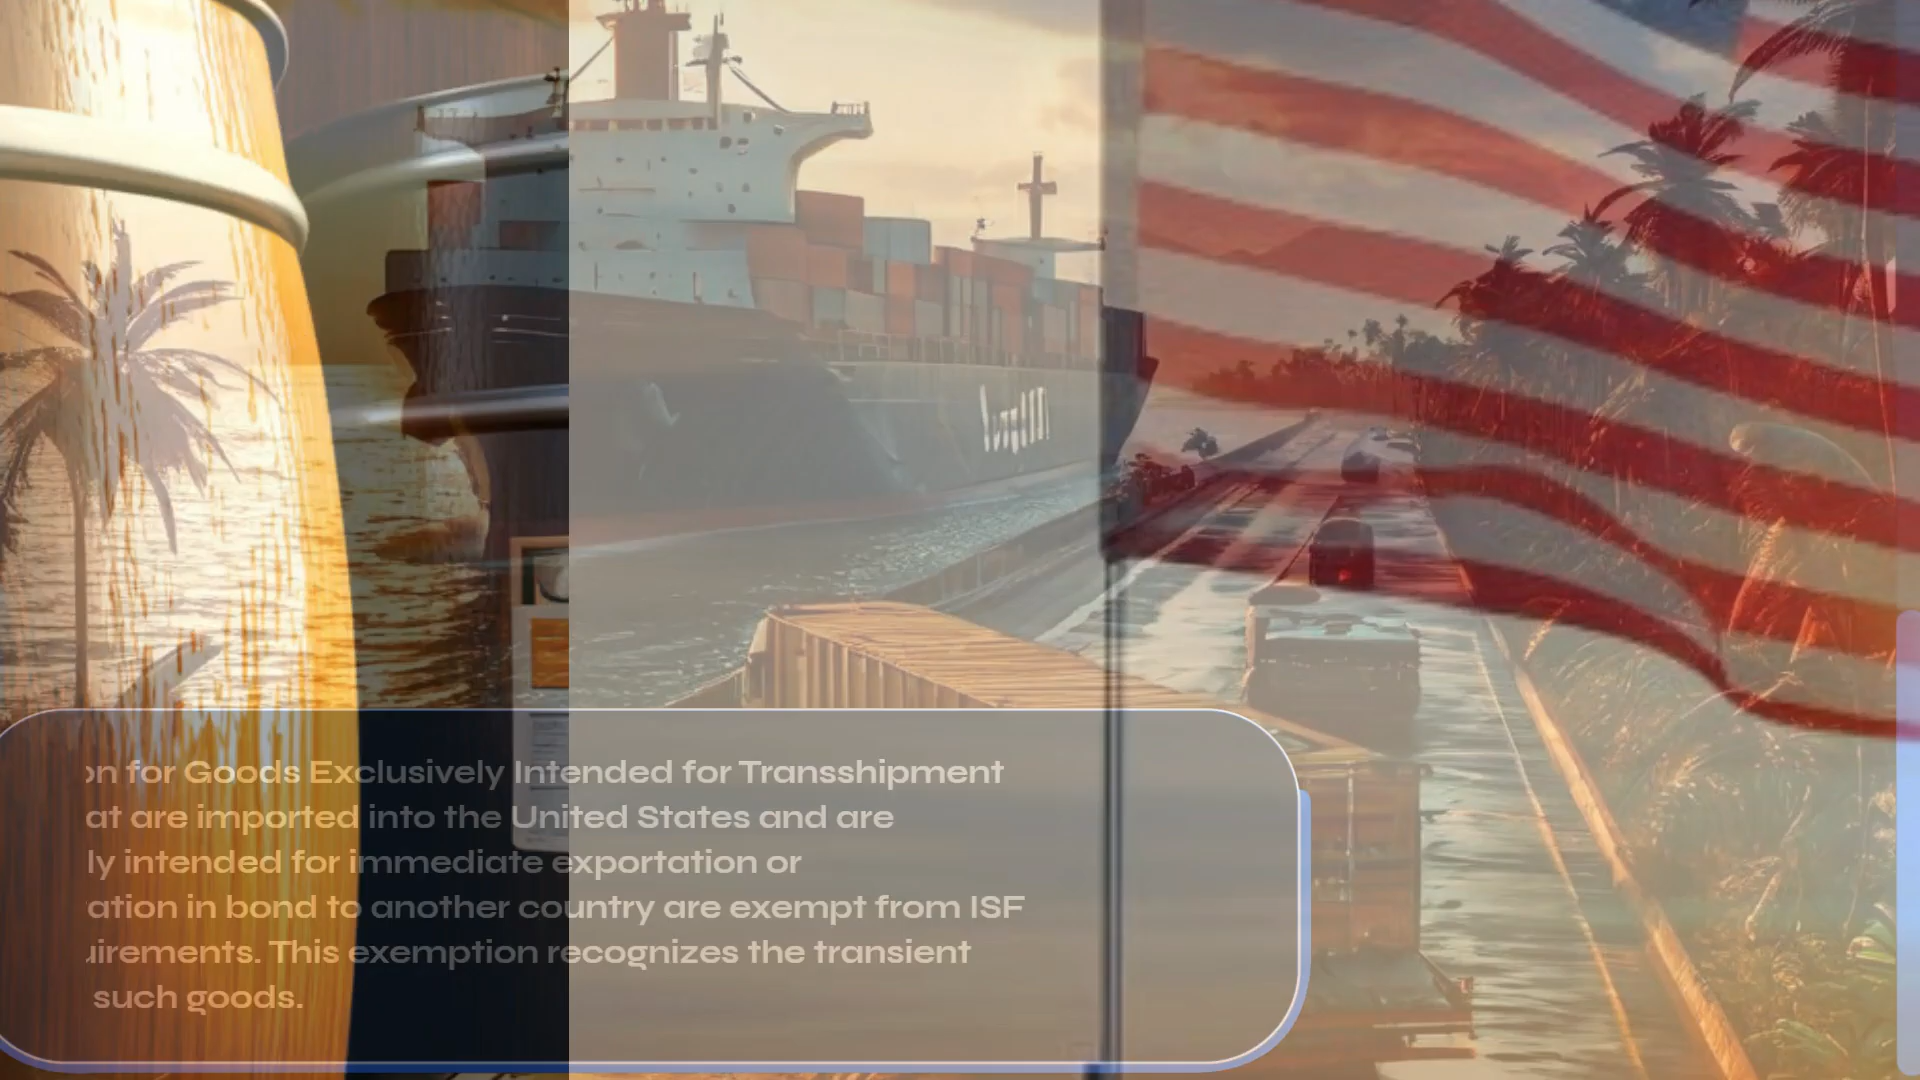 on for Goods Exclusively Intended for Transshipment
at are imported into the United States and are
ly intended for immediate exportation or
ation in bond to another country are exempt from ISF
uirements. This exemption recognizes the transient
such goods.